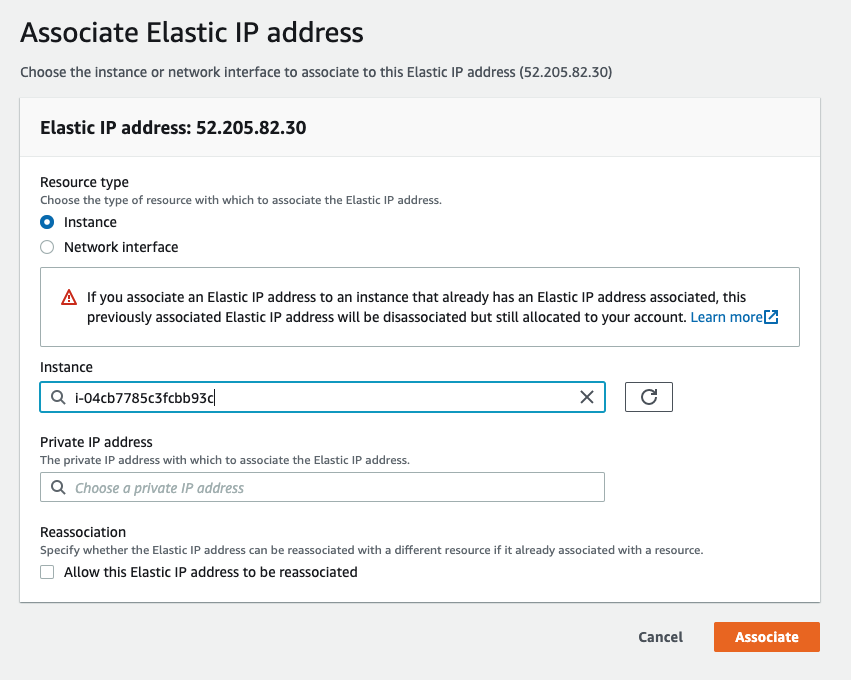 Associate Elastic IP address
Choose the instance or network interface to associate to this Elastic IP address (52.205.82.30)
Elastic IP address: 52.205.82.30
Resource type
Choose the type of resource with which to associate the Elastic IP address.
Instance
Network interface
If you associate an Elastic IP address to an instance that already has an Elastic IP address associated, this
previously associated Elastic IP address will be disassociated but still allocated to your account. Learn more
Instance
i-04cb7785c3fcbb93c
Private IP address
The private IP address with which to associate the Elastic IP address.
Choose a private IP address
Reassociation
Specify whether the Elastic IP address can be reassociated with a different resource if it already associated with a resource.
Allow this Elastic IP address to be reassociated
Cancel Associate